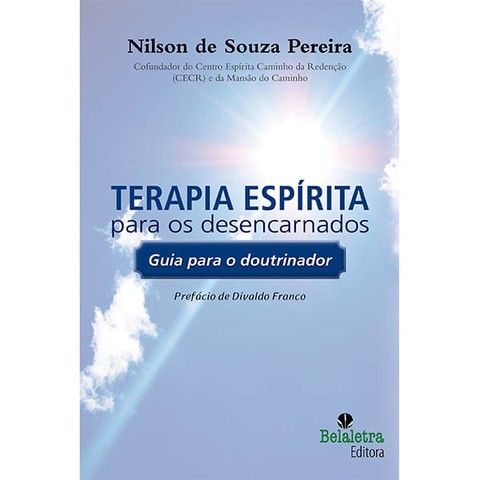 Nilson de Souza Pereira
Cofundador do Centro Espírita Caminho da Redenção
(CECR) e da Mansão do Caminho
TERAPIA ESPÍRITA
para os desencarnados
Guia para o doutrinador
Prefácio de Divaldo Franco
Belaletra
Editora